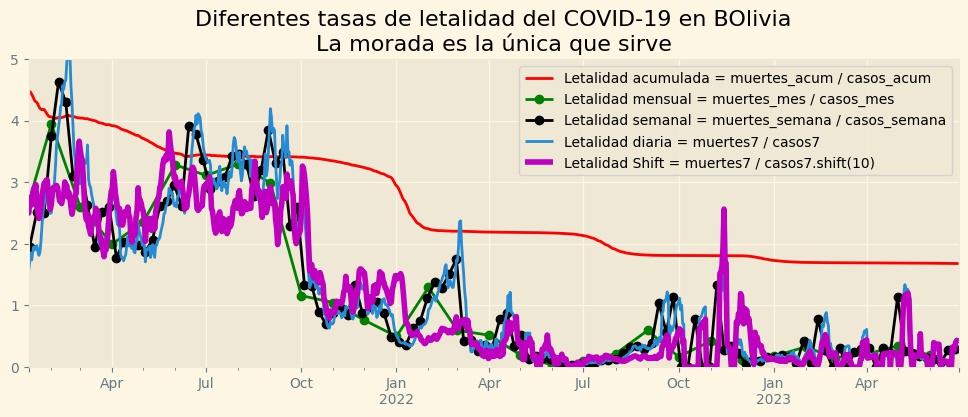 Diferentes tasas de letalidad del COVID-19 en BOlivia
La morada es la única que sirve
5
4
3
2
1
0
Letalidad acumulada = muertes_acum / casos_acum
Letalidad mensual = muertes_mes / casos_mes
Letalidad semanal = muertes_semana / casos_semana
Letalidad diaria = muertes7 / casos7
Letalidad Shift = muertes7 / casos7.shift(10)
Apr Jul Oct Jan Apr Jul Oct Jan Apr
2022 2023